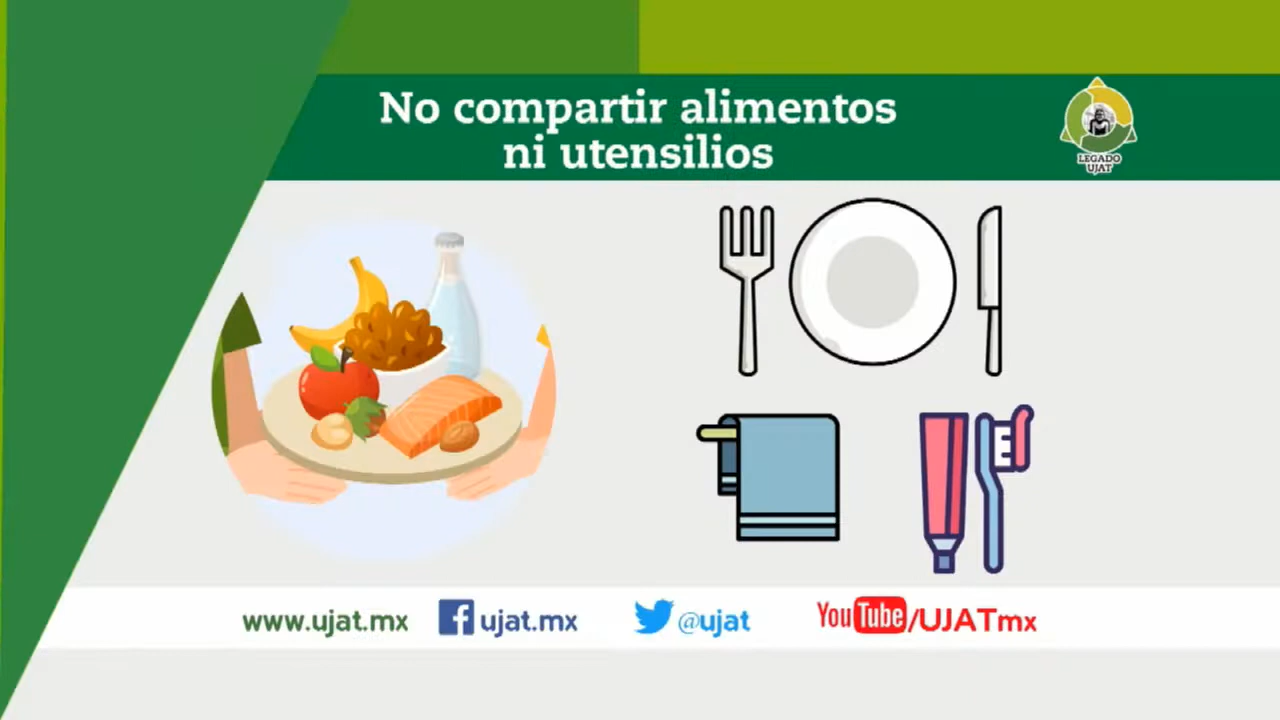 No compartir alimentos
ni utensilios
LEGADO
UJAT
www.ujat.mx
ujat.mx
@ujat
YouTube/UJATmx